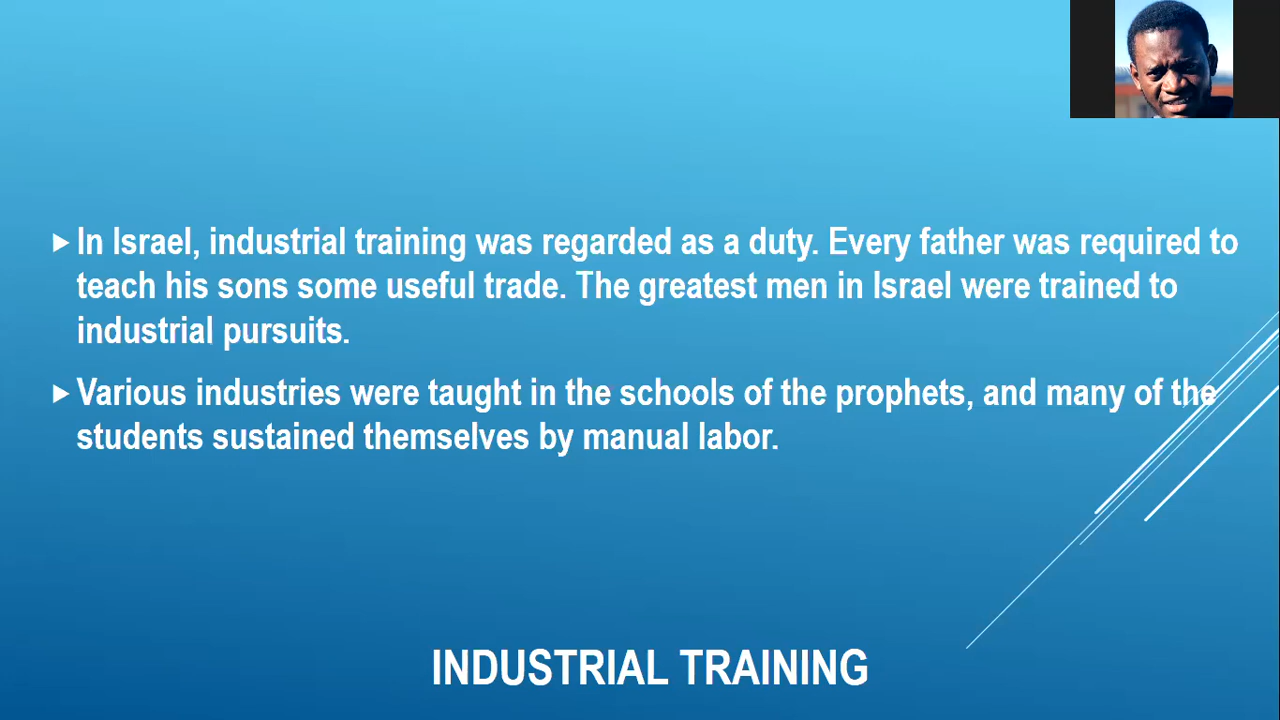 In Israel, industrial training was regarded as a duty. Every father was required to
teach his sons some useful trade. The greatest men in Israel were trained to
industrial pursuits.
Various industries were taught in the schools of the prophets, and many of the
students sustained themselves by manual labor.
INDUSTRIAL TRAINING